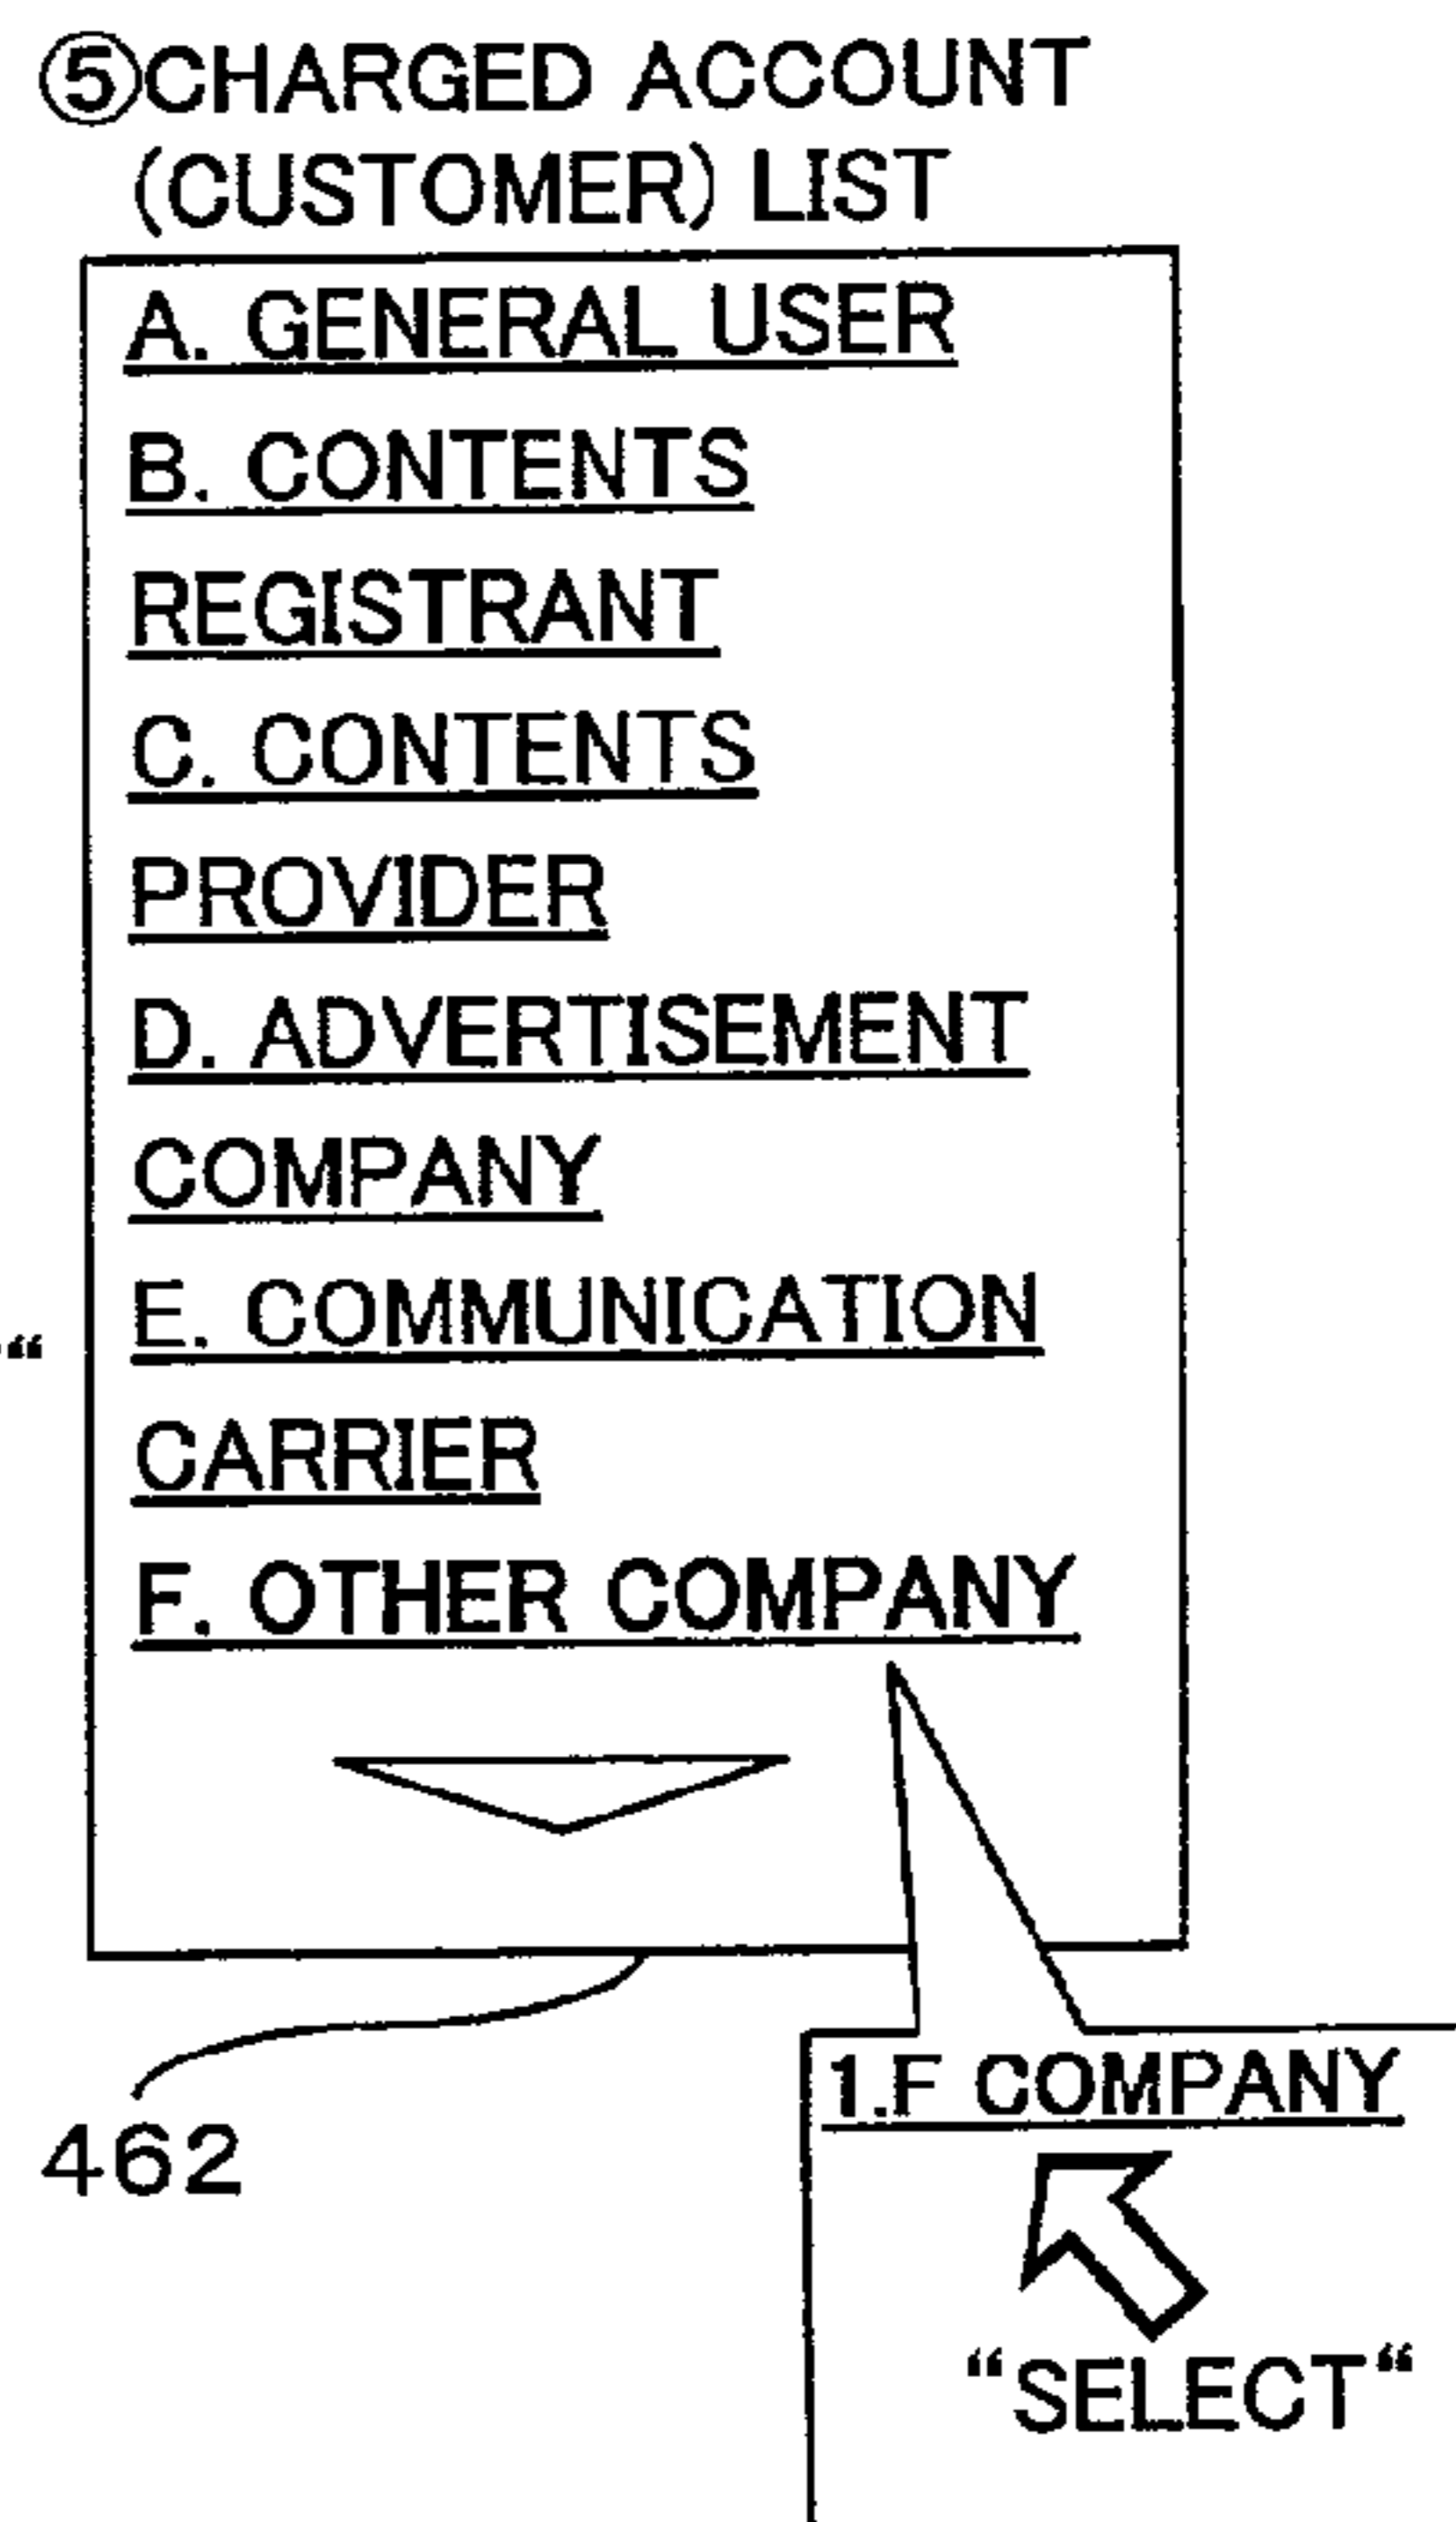 ⑤CHARGED ACCOUNT
(CUSTOMER) LIST
A. GENERAL USER
B. CONTENTS
REGISTRANT
C. CONTENTS
PROVIDER
D. ADVERTISEMENT
COMPANY
E. COMMUNICATION
“
CARRIER
F. OTHER COMPANY
462
1.F COMPANY
“SELECT“